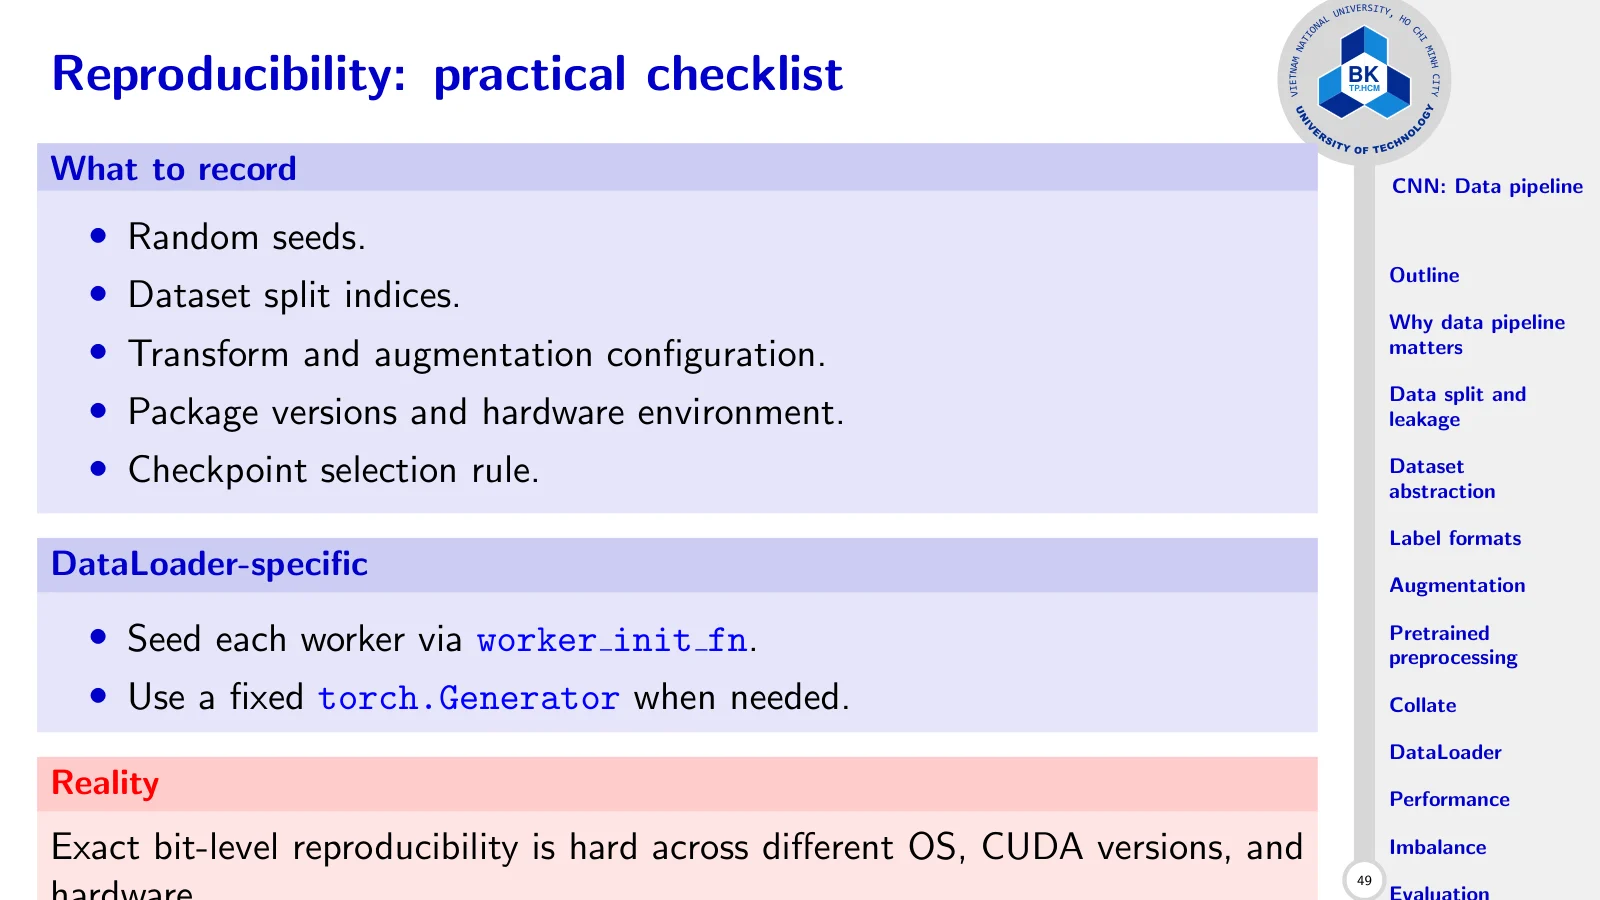 Reproducibility: practical checklist
VIETNAM NATIONAL UNIVERSITY, HO CHI MINH CITY
BK
TP.HCM
UNIVERSITY OF TECHNOLOGY
What to record
• Random seeds.
• Dataset split indices.
• Transform and augmentation configuration.
• Package versions and hardware environment.
• Checkpoint selection rule.
DataLoader-specific
• Seed each worker via worker_init_fn.
• Use a fixed torch.Generator when needed.
Reality
Exact bit-level reproducibility is hard across different OS, CUDA versions, and
hardware
CNN: Data pipeline
Outline
Why data pipeline
matters
Data split and
leakage
Dataset
abstraction
Label formats
Augmentation
Pretrained
preprocessing
Collate
DataLoader
Performance
Imbalance
Evaluation
49